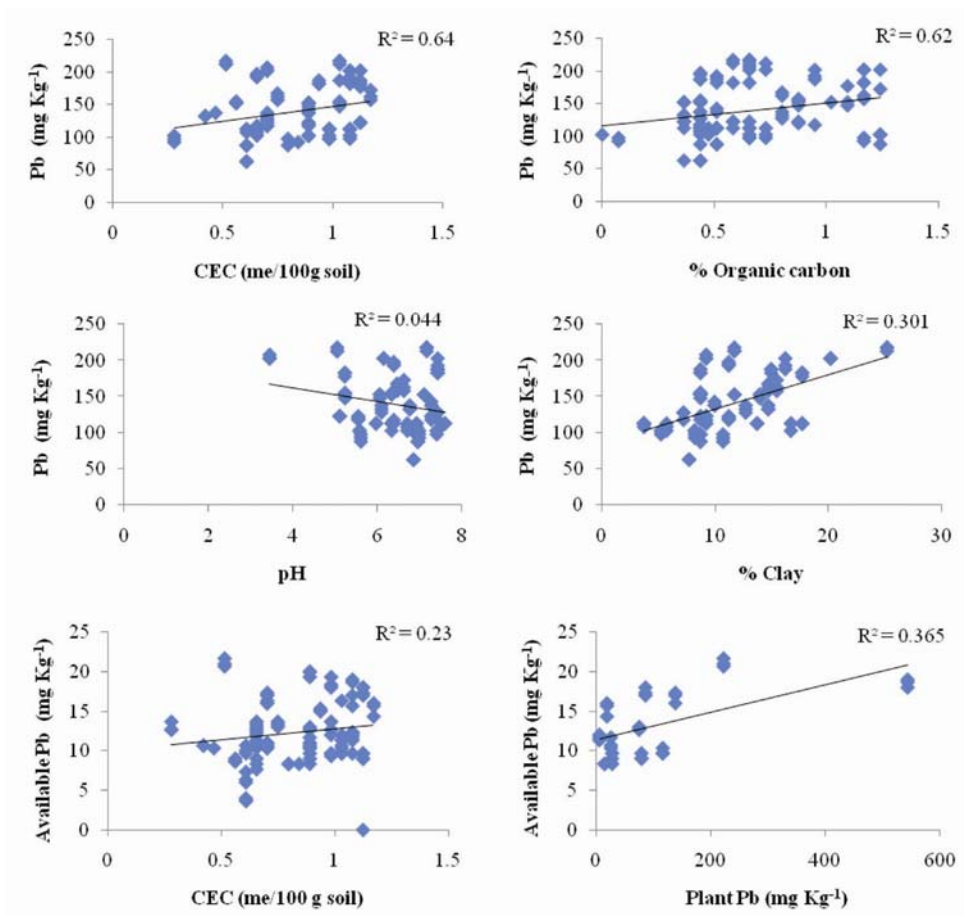 R² = 0.64
250
200
150
100
50
0
Pb (mg Kg⁻¹)
0 0.5 1 1.5
CEC (me/100g soil)
R² = 0.62
250
200
150
100
50
0
Pb (mg Kg⁻¹)
0 0.5 1 1.5
% Organic carbon
R² = 0.044
250
200
150
100
50
0
Pb (mg Kg⁻¹)
0 2 4 6 8
pH
R² = 0.301
250
200
150
100
50
0
Pb (mg Kg⁻¹)
0 10 20 30
% Clay
R² = 0.23
25
20
15
10
5
0
Available Pb (mg Kg⁻¹)
0 0.5 1 1.5
CEC (me/100 g soil)
R² = 0.365
25
20
15
10
5
0
Available Pb (mg Kg⁻¹)
0 200 400 600
Plant Pb (mg Kg⁻¹)